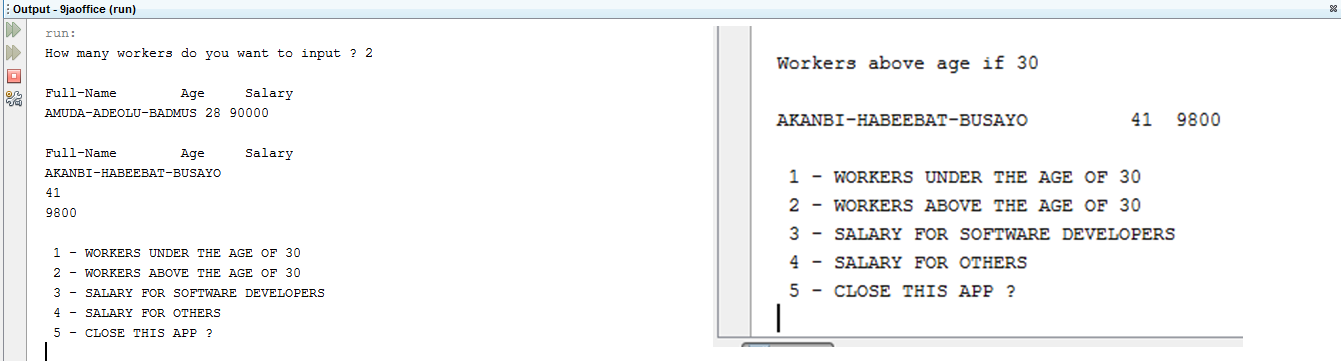 Output - 9jaoffice (run)
run:
How many workers do you want to input ? 2
Full-Name Age Salary
AMUDA-ADEOLU-BADMUS 28 90000
Full-Name Age Salary
AKANBI-HABEEBAT-BUSAYO
41
9800
1 - WORKERS UNDER THE AGE OF 30
2 - WORKERS ABOVE THE AGE OF 30
3 - SALARY FOR SOFTWARE DEVELOPERS
4 - SALARY FOR OTHERS
5 - CLOSE THIS APP ?
Workers above age if 30
AKANBI-HABEEBAT-BUSAYO 41 9800
1 - WORKERS UNDER THE AGE OF 30
2 - WORKERS ABOVE THE AGE OF 30
3 - SALARY FOR SOFTWARE DEVELOPERS
4 - SALARY FOR OTHERS
5 - CLOSE THIS APP ?